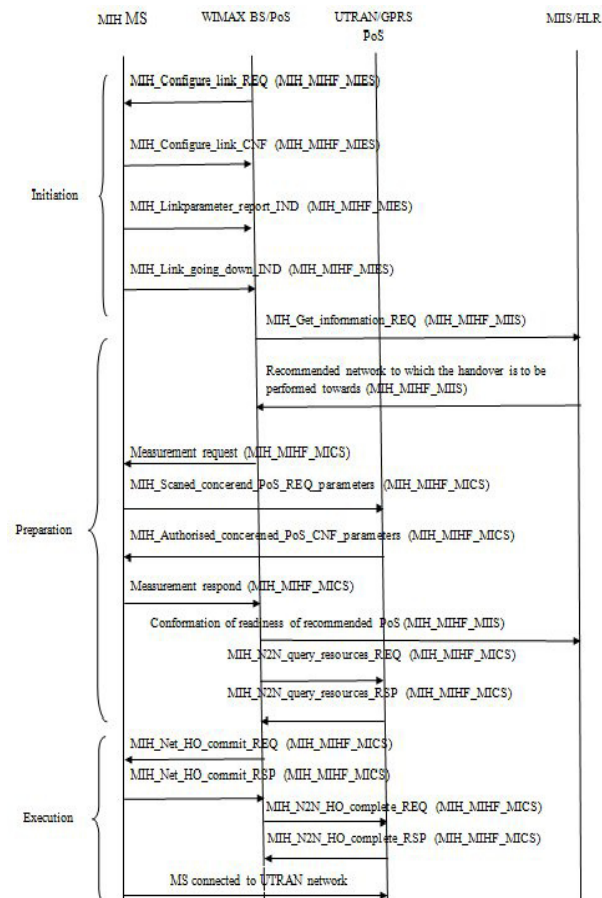 MIH MS
WIMAX BS/PoS
UTRAN/GPRS
PoS
MIIS/HLR
MIH_Configure_link_REQ (MIH_MIHF_MIES)
MIH_Configure_link_CNF (MIH_MIHF_MIES)
Initiation
MIH_Linkparameter_report_IND (MIH_MIHF_MIES)
MIH_Link_going_down_IND (MIH_MIHF_MIES)
MIH_Get_infommation_REQ (MIH_MIHF_MIIS)
Recommended network to which the handover is to be
performed towards (MIH_MIHF_MIIS)
Measurement request (MIH_MIHF_MICS)
MIH_Scaned_concerend_PoS_REQ_parameters (MIH_MIHF_MICS)
Preparation
MIH_Authorised_concerened_PoS_CNF_parameters (MIH_MIHF_MICS)
Measurement respond (MIH_MIHF_MICS)
Conformation of readiness of recommended PoS (MIH_MIHF_MIIS)
MIH_N2N_query_resources_REQ (MIH_MIHF_MICS)
MIH_N2N_query_resources_RSP (MIH_MIHF_MICS)
MIH_Net_HO_commit_REQ (MIH_MIHF_MICS)
MIH_Net_HO_commit_RSP (MIH_MIHF_MICS)
Execution
MIH_N2N_HO_complete_REQ (MIH_MIHF_MICS)
MIH_N2N_HO_complete_RSP (MIH_MIHF_MICS)
MS connected to UTRAN network